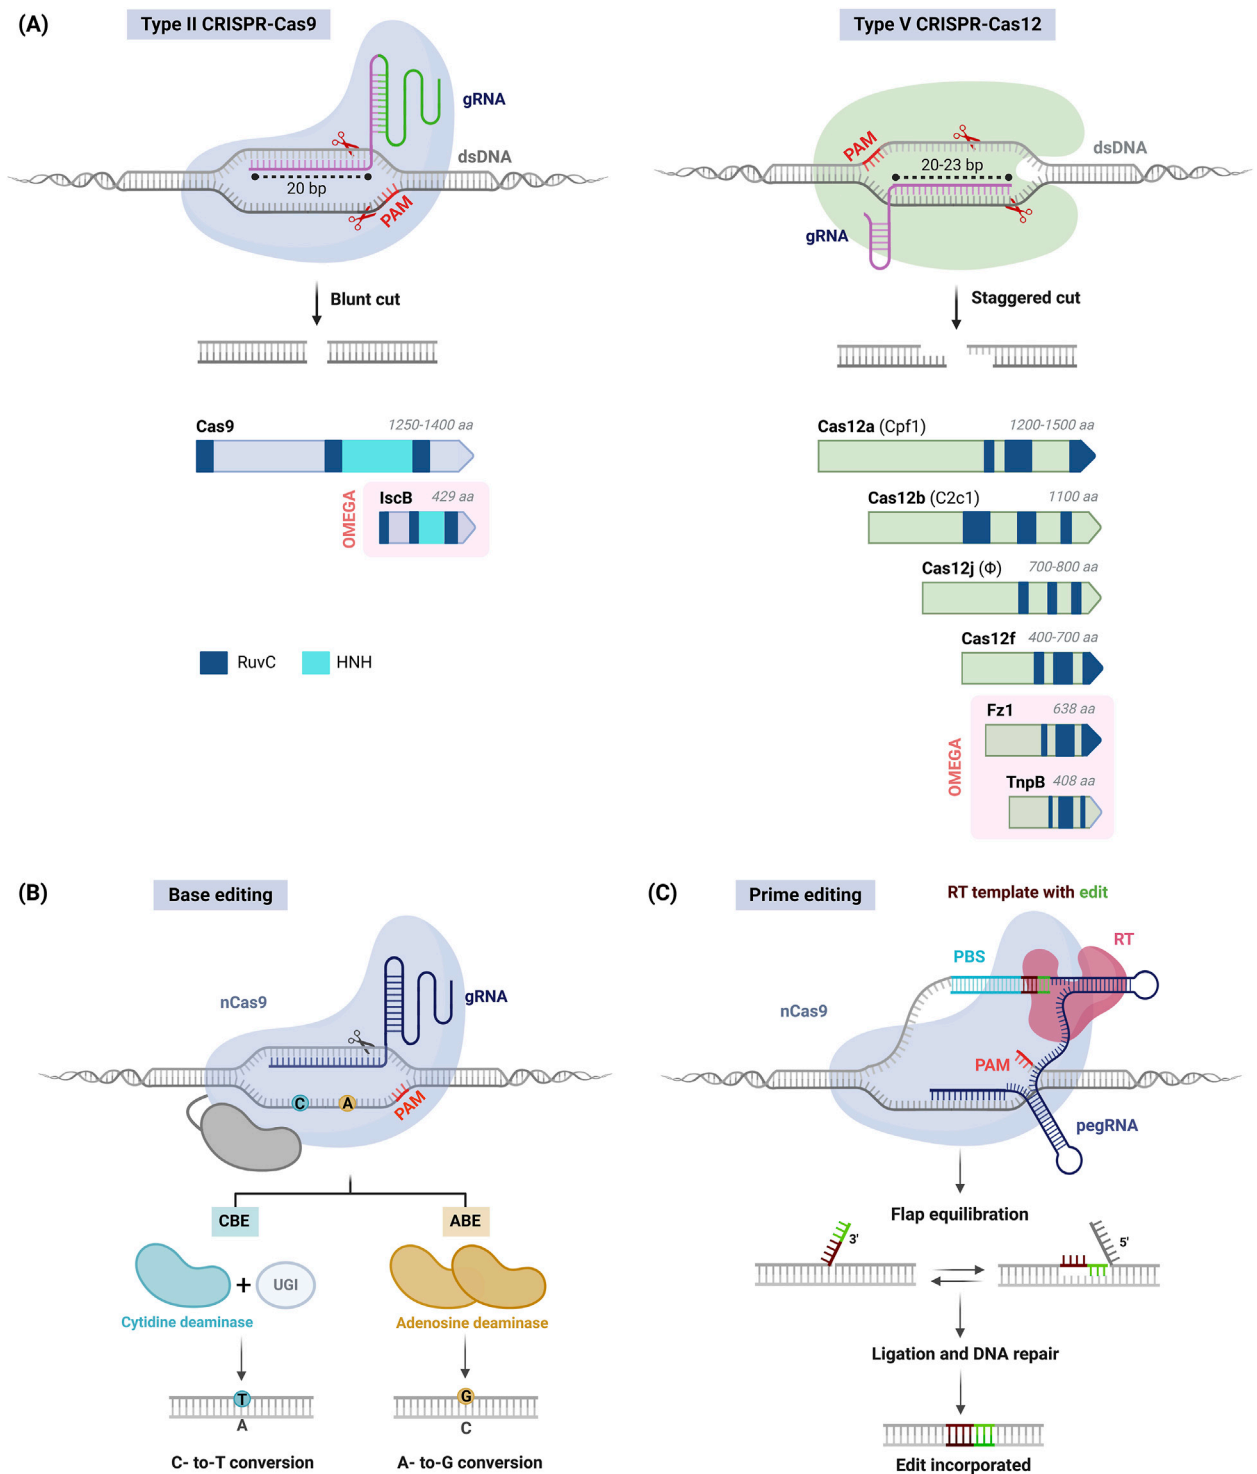 (A)
Type II CRISPR-Cas9
gRNA
dsDNA
20 bp
PAM
Blunt cut
Cas9
1250-1400 aa
IscB
429 aa
OMEGA
RuvC
HNH
Type V CRISPR-Cas12
PAM
dsDNA
20-23 bp
gRNA
Staggered cut
Cas12a (Cpf1)
1200-1500 aa
Cas12b (C2c1)
1100 aa
Cas12j (Φ)
700-800 aa
Cas12f
400-700 aa
Fz1
638 aa
OMEGA
TnpB
408 aa
(B)
Base editing
nCas9
gRNA
C
A
PAM
CBE
ABE
+
UGI
Cytidine deaminase
Adenosine deaminase
T
A
G
C
C- to-T conversion
A- to-G conversion
(C)
Prime editing
RT template with edit
PBS
RT
nCas9
PAM
pegRNA
Flap equilibration
3'
5'
Ligation and DNA repair
Edit incorporated